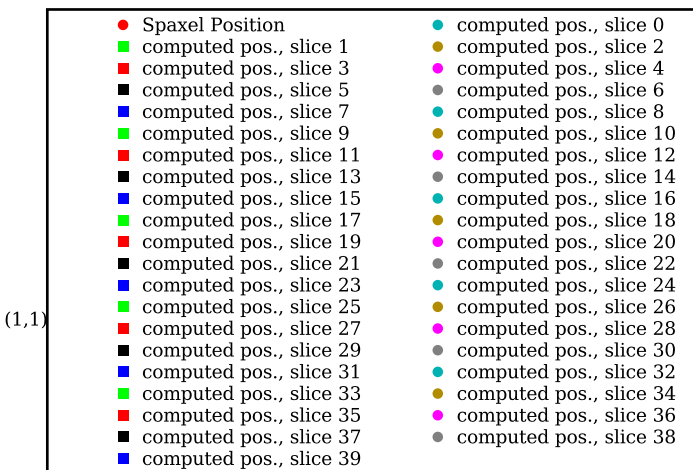 Spaxel Position
computed pos., slice 1
computed pos., slice 3
computed pos., slice 5
computed pos., slice 7
computed pos., slice 9
computed pos., slice 11
computed pos., slice 13
computed pos., slice 15
computed pos., slice 17
computed pos., slice 19
computed pos., slice 21
computed pos., slice 23
computed pos., slice 25
computed pos., slice 27
computed pos., slice 29
computed pos., slice 31
computed pos., slice 33
computed pos., slice 35
computed pos., slice 37
computed pos., slice 39
computed pos., slice 0
computed pos., slice 2
computed pos., slice 4
computed pos., slice 6
computed pos., slice 8
computed pos., slice 10
computed pos., slice 12
computed pos., slice 14
computed pos., slice 16
computed pos., slice 18
computed pos., slice 20
computed pos., slice 22
computed pos., slice 24
computed pos., slice 26
computed pos., slice 28
computed pos., slice 30
computed pos., slice 32
computed pos., slice 34
computed pos., slice 36
computed pos., slice 38
(1,1)